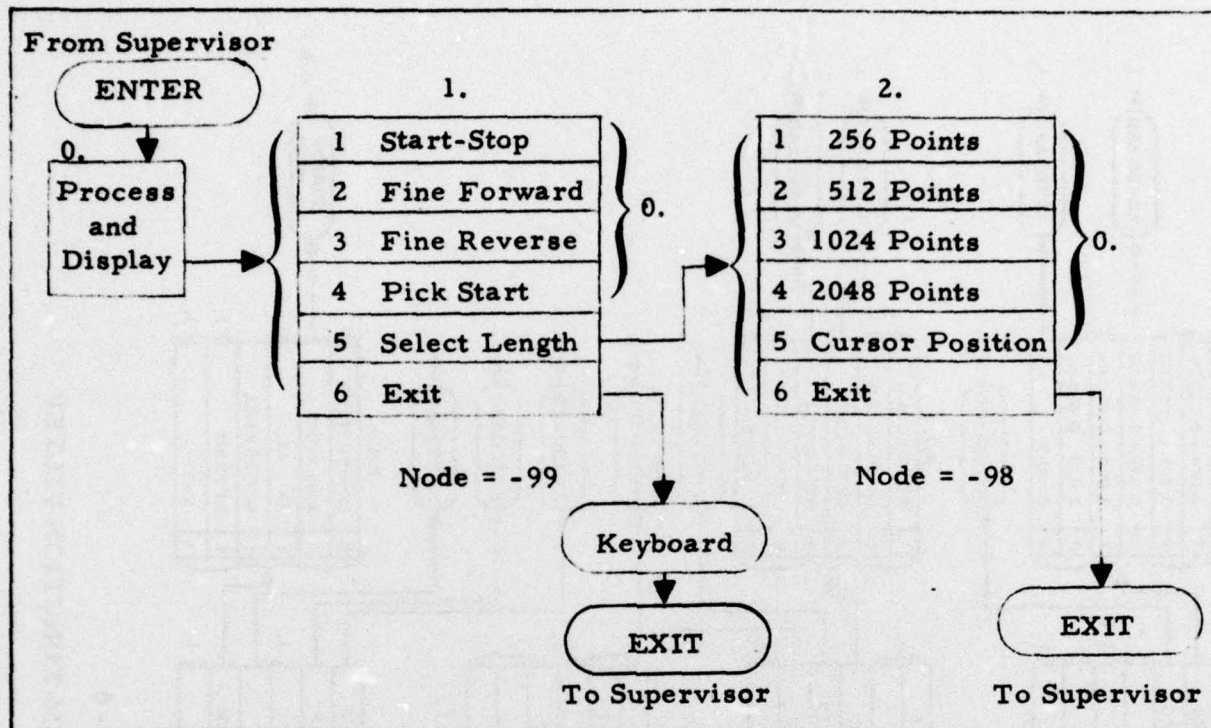 From Supervisor
ENTER
0.
Process
and
Display
1.
1 Start-Stop
2 Fine Forward
3 Fine Reverse
4 Pick Start
5 Select Length
6 Exit
0.
Node = -99
Keyboard
EXIT
To Supervisor
2.
1 256 Points
2 512 Points
3 1024 Points
4 2048 Points
5 Cursor Position
6 Exit
0.
Node = -98
EXIT
To Supervisor